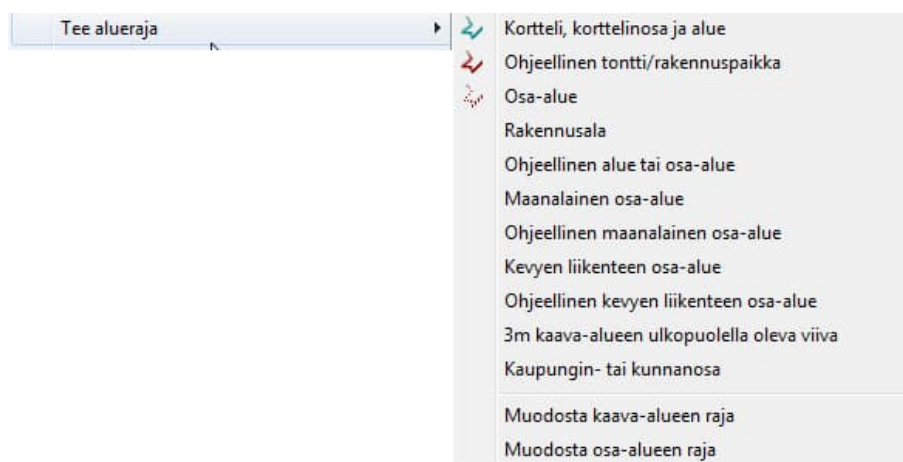 Tee alueraja
Kortteli, korttelinosa ja alue
Ohjeellinen tontti/rakennuspaikka
Osa-alue
Rakennusala
Ohjeellinen alue tai osa-alue
Maanalainen osa-alue
Ohjeellinen maanalainen osa-alue
Kevyen liikenteen osa-alue
Ohjeellinen kevyen liikenteen osa-alue
3m kaava-alueen ulkopuolella oleva viiva
Kaupungin- tai kunnanosa
Muodosta kaava-alueen raja
Muodosta osa-alueen raja